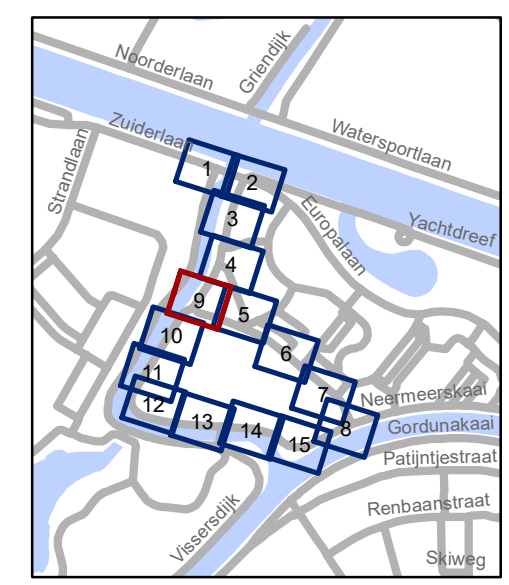 Noorderlaan
Griendijk
Watersportlaan
Zuiderlaan
Strandlaan
Europalaan
Yachtdreef
1
2
3
4
9
5
10
6
11
7
12
13
14
15
8
Neermeerskaai
Gordunakaai
Patijntjestraat
Renbaanstraat
Vissersdijk
Skiweg